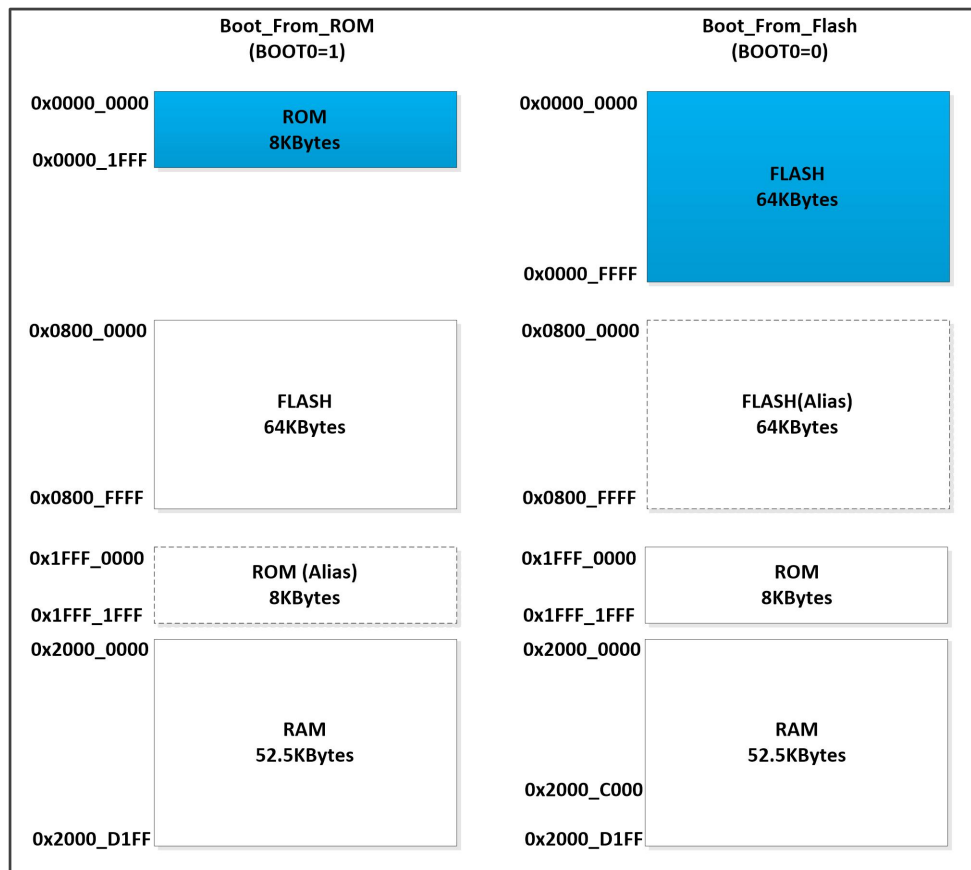 Boot_From_ROM
(BOOT0=1)
0x0000_0000
ROM
8KBytes
0x0000_1FFF
0x0800_0000
FLASH
64KBytes
0x0800_FFFF
0x1FFF_0000
ROM (Alias)
8KBytes
0x1FFF_1FFF
0x2000_0000
RAM
52.5KBytes
0x2000_D1FF
Boot_From_Flash
(BOOT0=0)
0x0000_0000
FLASH
64KBytes
0x0000_FFFF
0x0800_0000
FLASH(Alias)
64KBytes
0x0800_FFFF
0x1FFF_0000
ROM
8KBytes
0x1FFF_1FFF
0x2000_0000
RAM
52.5KBytes
0x2000_C000
0x2000_D1FF